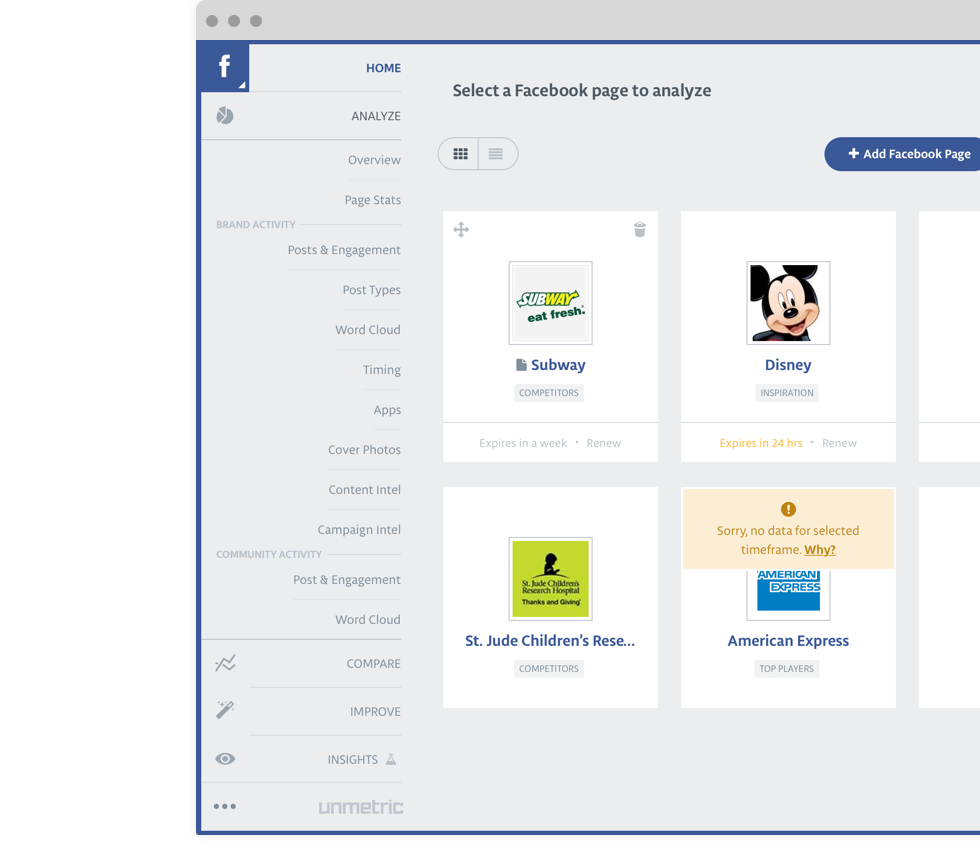 HOME
ANALYZE
Overview
Page Stats
BRAND ACTIVITY
Posts & Engagement
Post Types
Word Cloud
Timing
Apps
Cover Photos
Content Intel
Campaign Intel
COMMUNITY ACTIVITY
Post & Engagement
Word Cloud
COMPARE
IMPROVE
INSIGHTS
unmetric
Select a Facebook page to analyze
Add Facebook Page
SUBWAY
eat fresh.
Subway
COMPETITORS
Expires in a week • Renew
Disney
INSPIRATION
Expires in 24 hrs • Renew
St. Jude Children's
Research Hospital
Thanks and Giving
St. Jude Children’s Rese...
COMPETITORS
Sorry, no data for selected
timeframe. Why?
AMERICAN
EXPRESS
American Express
TOP PLAYERS